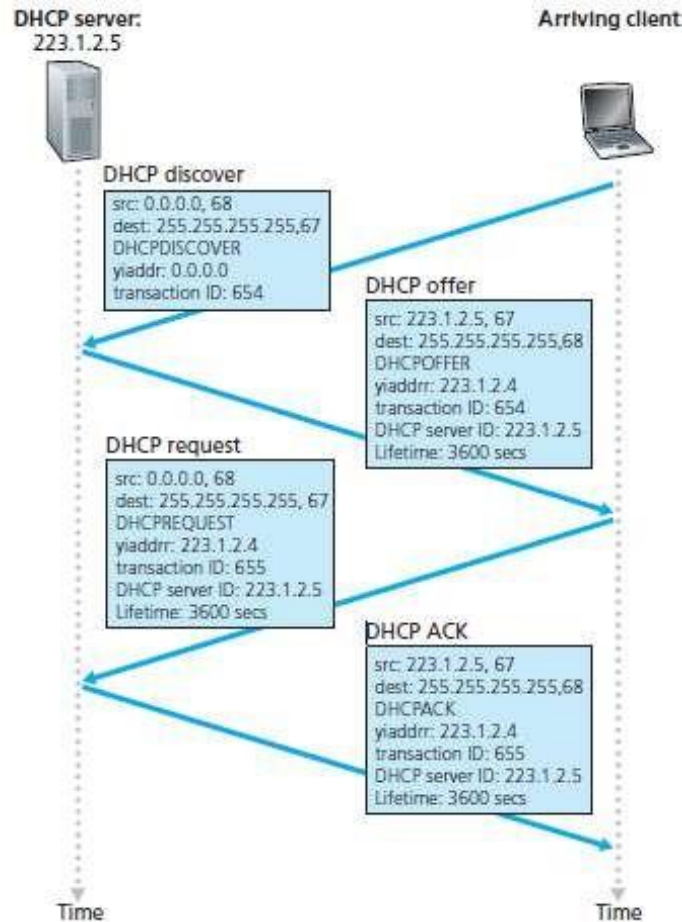 DHCP server:
223.1.2.5
Arriving client
DHCP discover
src: 0.0.0.0, 68
dest: 255.255.255.255,67
DHCPDISCOVER
yiaddr: 0.0.0.0
transaction ID: 654
DHCP offer
src: 223.1.2.5, 67
dest: 255.255.255.255,68
DHCPOFFER
yiaddrr: 223.1.2.4
transaction ID: 654
DHCP server ID: 223.1.2.5
Lifetime: 3600 secs
DHCP request
src: 0.0.0.0, 68
dest: 255.255.255.255, 67
DHCPREQUEST
yiaddrr: 223.1.2.4
transaction ID: 655
DHCP server ID: 223.1.2.5
Lifetime: 3600 secs
DHCP ACK
src: 223.1.2.5, 67
dest: 255.255.255.255,68
DHCPACK
yiaddrr: 223.1.2.4
transaction ID: 655
DHCP server ID: 223.1.2.5
Lifetime: 3600 secs
Time
Time